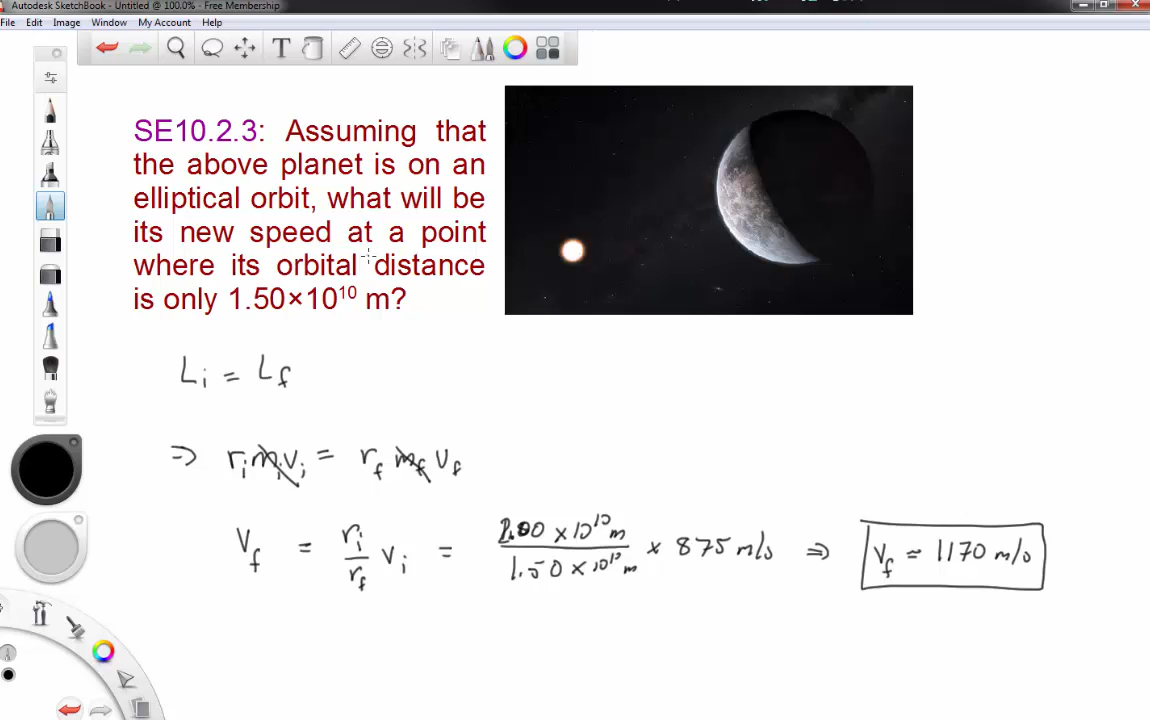 Autodesk SketchBook - Untitled @ 100.0% - Free Membership
File Edit Image Window My Account Help
T
SE10.2.3: Assuming that
the above planet is on an
elliptical orbit, what will be
its new speed at a point
where its orbital distance
is only 1.50×10¹⁰ m?
Lᵢ = L_f
⇒ rᵢmᵢvᵢ = r_f m_f v_f
V_f = rᵢ/r_f vᵢ = 2.00 × 10¹⁰ m / 1.50 × 10¹⁰ m × 875 m/s ⇒ V_f = 1170 m/s